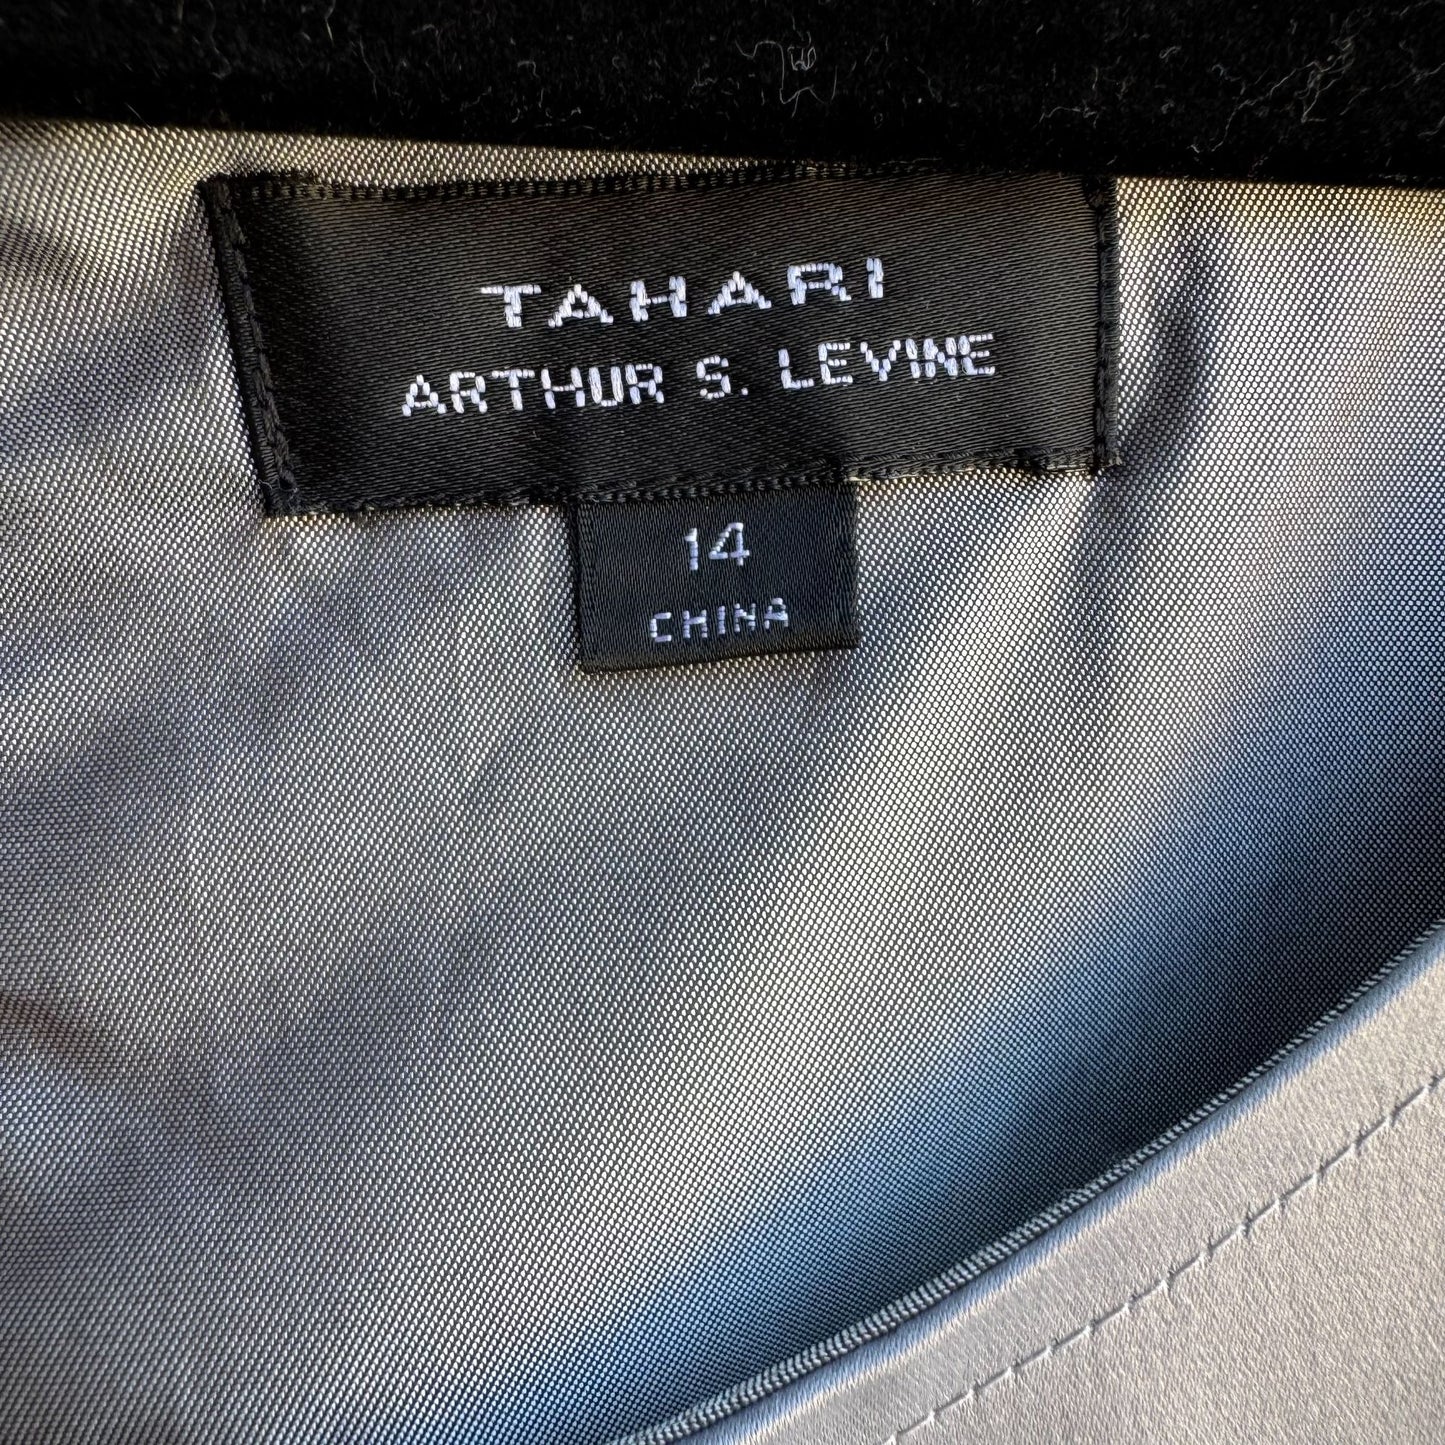 TAHARI
ARTHUR S. LEVINE
14
CHINA